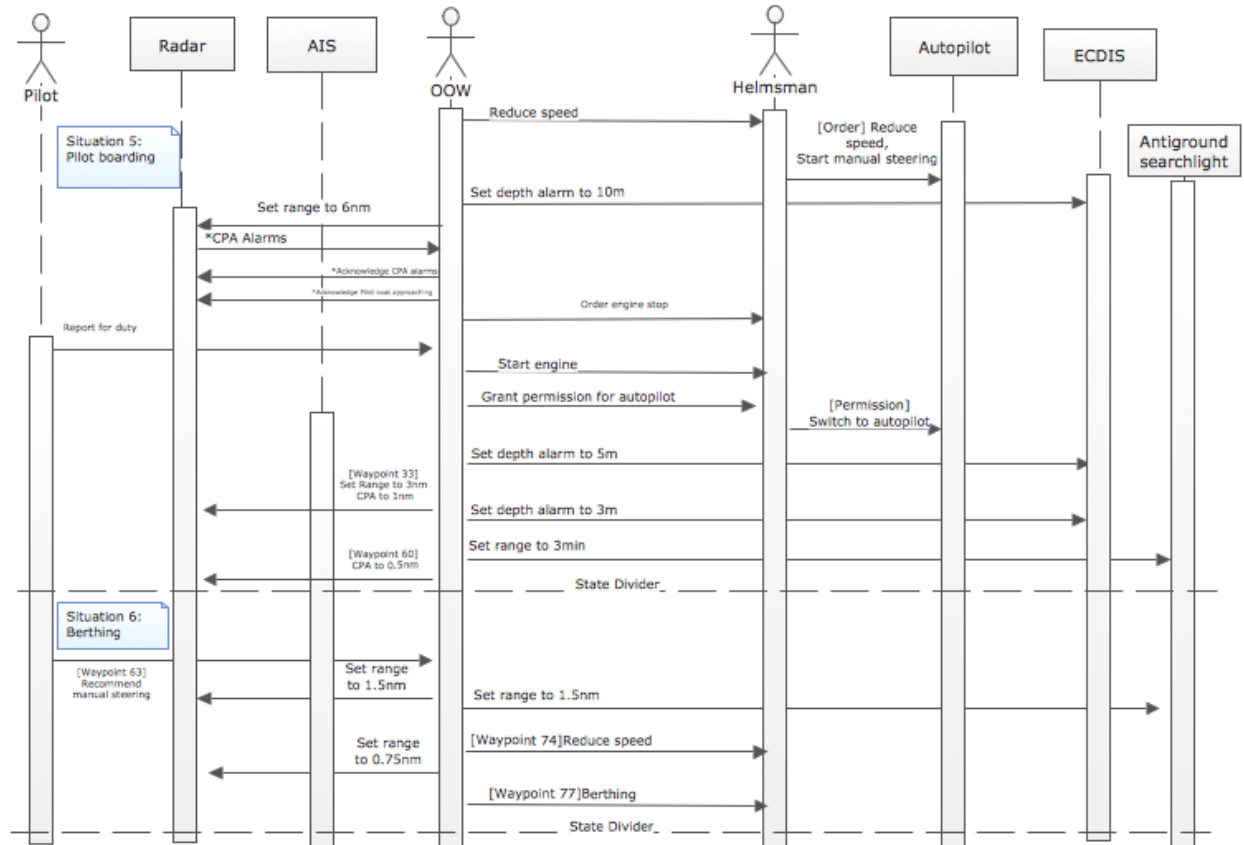 Radar
AIS
Autopilot
ECDIS
Pilot
OOW
Helmsman
Antiground
searchlight
Situation 5:
Pilot boarding
Reduce speed
[Order] Reduce
speed,
Start manual steering
Set depth alarm to 10m
Set range to 6nm
*CPA Alarms
*Acknowledge CPA alarms
*Acknowledge Pilot boat approaching
Order engine stop
Report for duty
Start engine
Grant permission for autopilot
[Permission]
Switch to autopilot
Set depth alarm to 5m
[Waypoint 33]
Set Range to 3nm
CPA to 1nm
Set depth alarm to 3m
Set range to 3min
[Waypoint 60]
CPA to 0.5nm
State Divider
Situation 6:
Berthing
[Waypoint 63]
Recommend
manual steering
Set range
to 1.5nm
Set range to 1.5nm
[Waypoint 74]Reduce speed
Set range
to 0.75nm
[Waypoint 77]Berthing
State Divider